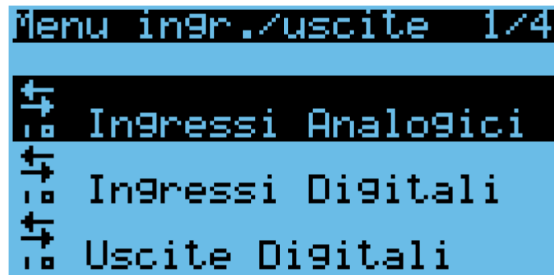 Menu ingr./uscite 1/4
Ingressi Analogici
Ingressi Digitali
Uscite Digitali